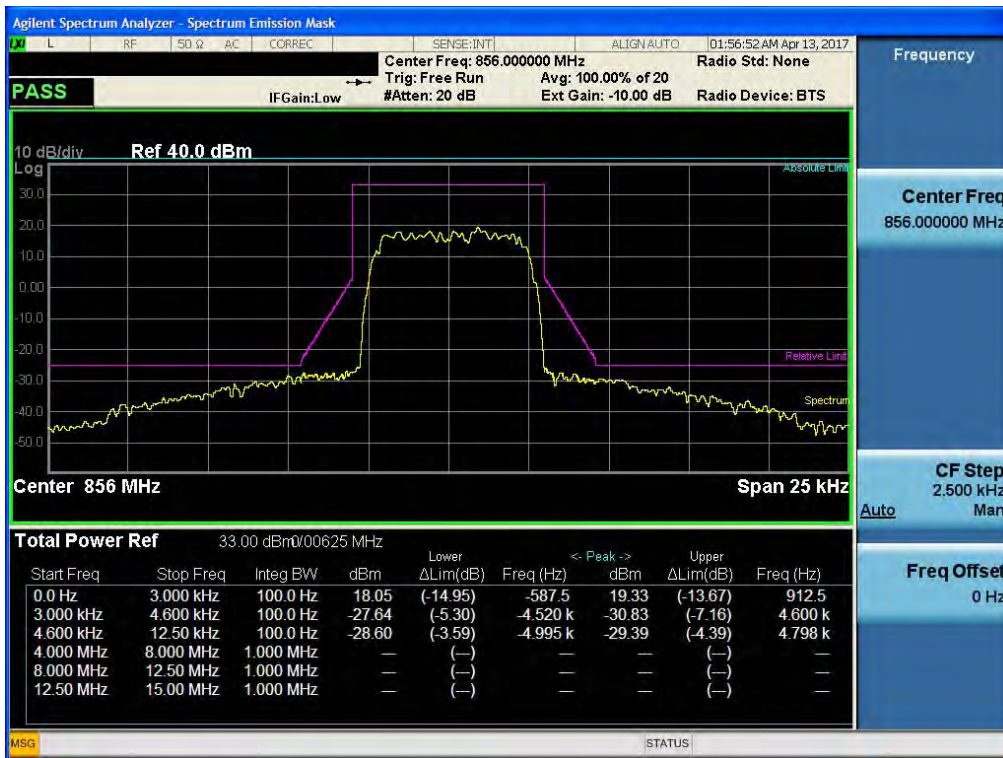 Agilent Spectrum Analyzer - Spectrum Emission Mask
LXI L RF 50 Ω AC CORREC SENSE:INT ALIGN AUTO 01:56:52 AM Apr 13, 2017
Center Freq: 856.000000 MHz Radio Std: None
Trig: Free Run Avg: 100.00% of 20
PASS IFGain:Low #Atten: 20 dB Ext Gain: -10.00 dB Radio Device: BTS
Frequency
10 dB/div Ref 40.0 dBm
Log
Absolute Limit
30.0
20.0
10.0
0.00
-10.0
-20.0
-30.0
-40.0
-50.0
Relative Limit
Spectrum
Center 856 MHz Span 25 kHz
Center Freq
856.000000 MHz
CF Step
2.500 kHz
Auto Man
Freq Offset
0 Hz
Total Power Ref 33.00 dBm/0.00625 MHz
Lower <- Peak -> Upper
Start Freq Stop Freq Integ BW dBm ΔLim(dB) Freq (Hz) dBm ΔLim(dB) Freq (Hz)
0.0 Hz 3.000 kHz 100.0 Hz 18.05 (-14.95) -587.5 19.33 (-13.67) 912.5
3.000 kHz 4.600 kHz 100.0 Hz -27.64 (-5.30) -4.520 k -30.83 (-7.16) 4.600 k
4.600 kHz 12.50 kHz 100.0 Hz -28.60 (-3.59) -4.995 k -29.39 (-4.39) 4.798 k
4.000 MHz 8.000 MHz 1.000 MHz — (—) — — (—) —
8.000 MHz 12.50 MHz 1.000 MHz — (—) — — (—) —
12.50 MHz 15.00 MHz 1.000 MHz — (—) — — (—) —
MSG STATUS